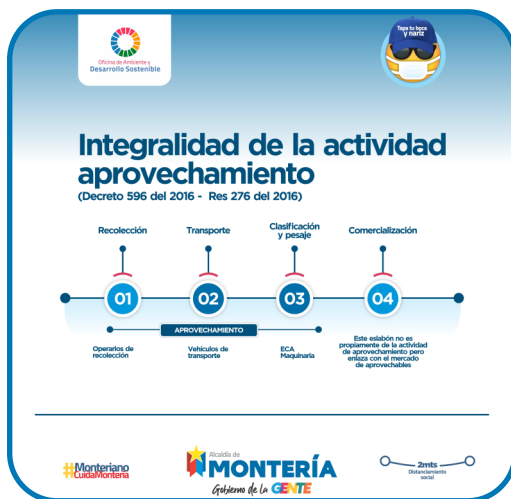 Oficina de Ambiente y
Desarrollo Sostenible
Tapa tu boca
y nariz
Integralidad de la actividad
aprovechamiento
(Decreto 596 del 2016 - Res 276 del 2016)
Recolección
Transporte
Clasificación
y pesaje
Comercialización
01
02
03
04
APROVECHAMIENTO
Operarios de
recolección
Vehículos de
transporte
ECA
Maquinaria
Este eslabón no es
propiamente de la actividad
de aprovechamiento pero
enlaza con el mercado
de aprovechables
#Monteriano
CuidaMontería
Alcaldía de
MONTERÍA
Gobierno de la GENTE
2mts
Distanciamiento
social